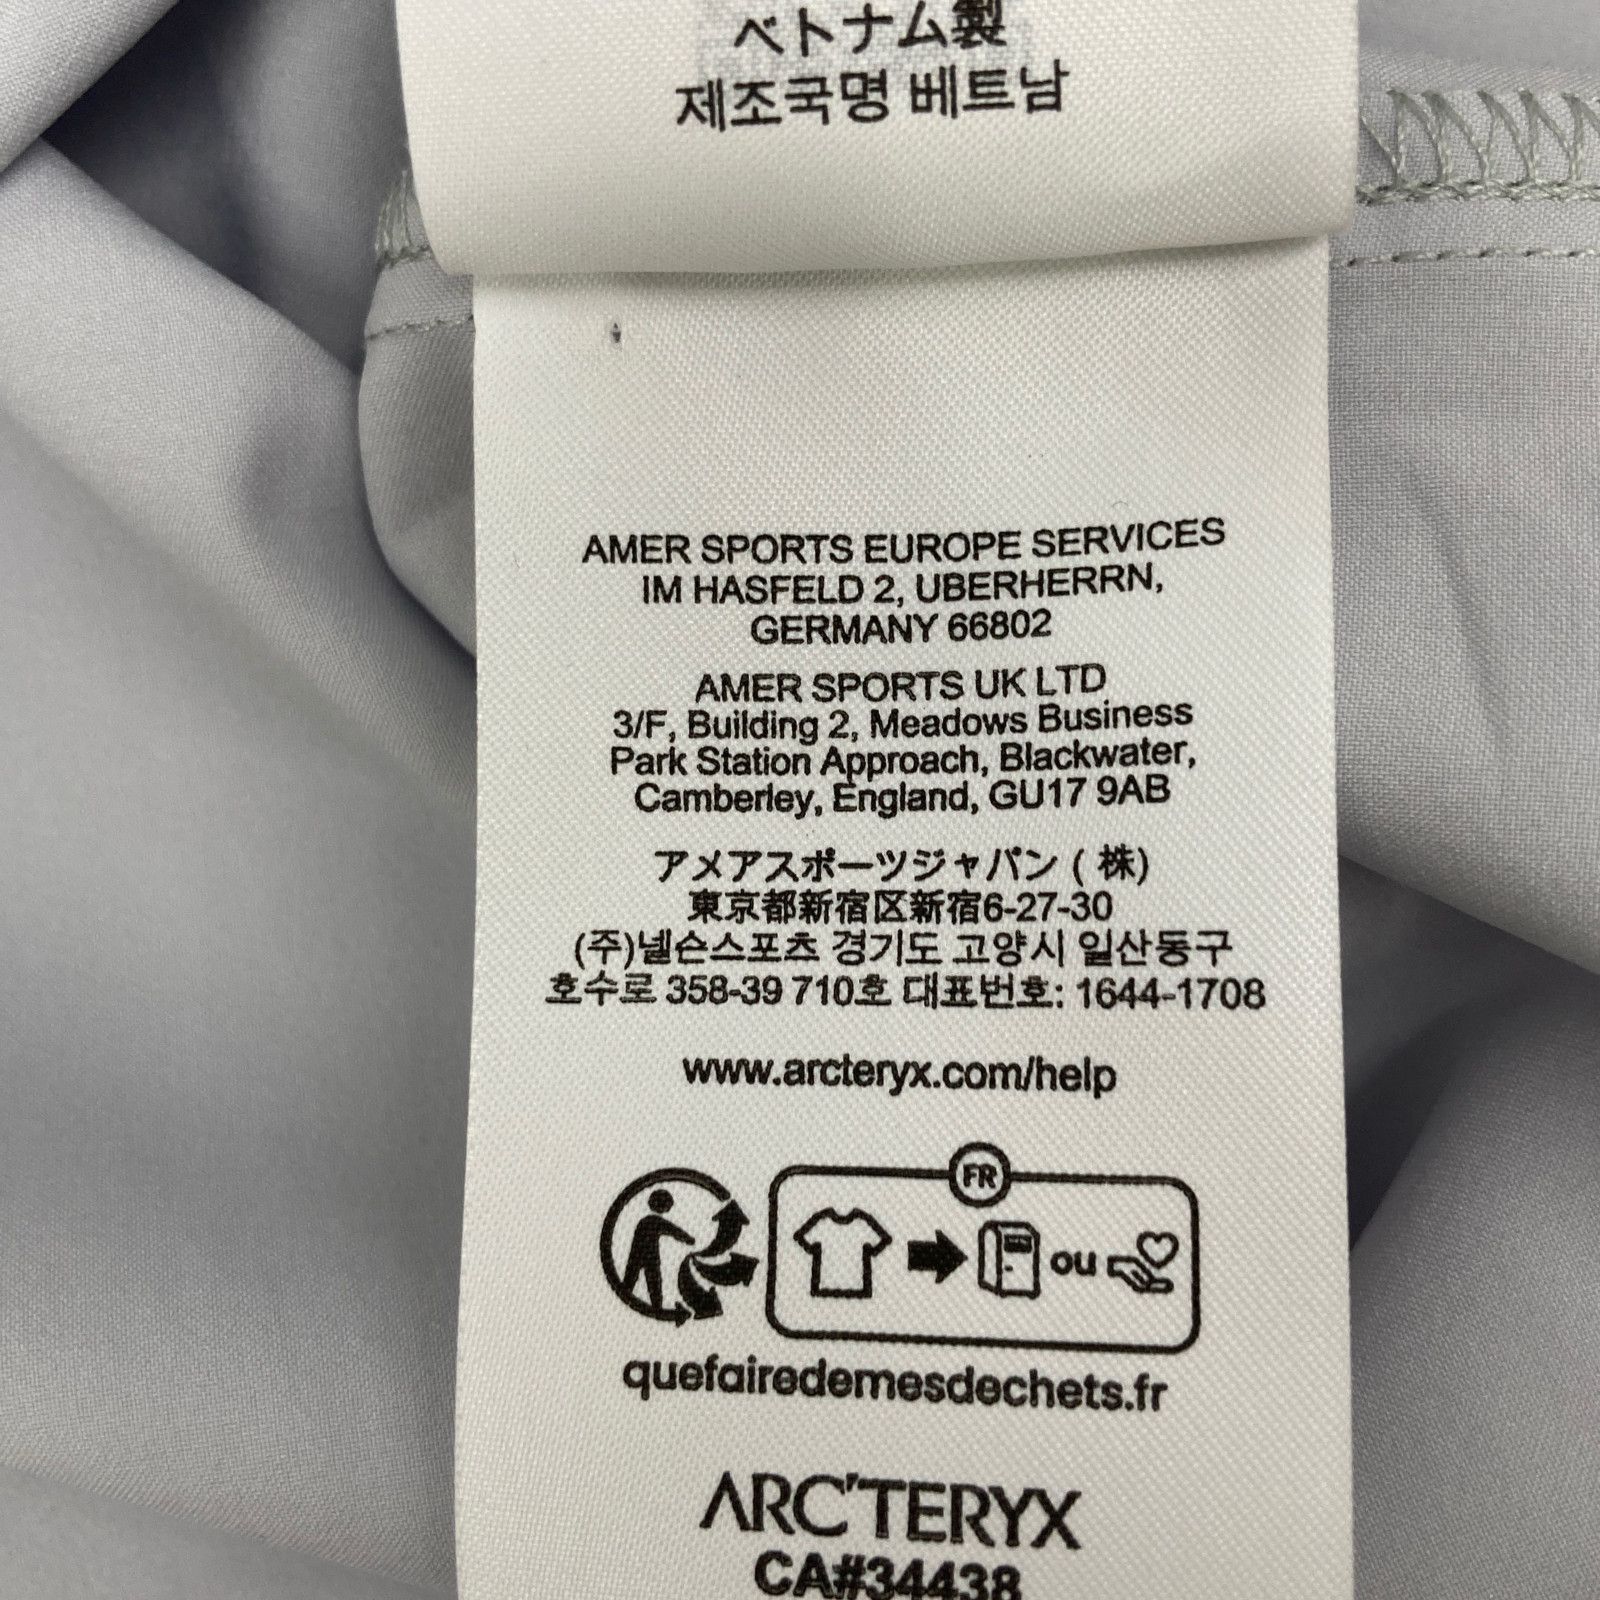 ベトナム製
제조국명 베트남
AMER SPORTS EUROPE SERVICES
IM HASFELD 2, UBERHERRN,
GERMANY 66802
AMER SPORTS UK LTD
3/F, Building 2, Meadows Business
Park Station Approach, Blackwater,
Camberley, England, GU17 9AB
アメアスポーツジャパン ( 株)
東京都新宿区新宿6-27-30
(주)넬슨스포츠 경기도 고양시 일산동구
호수로 358-39 710호 대표번호: 1644-1708
www.arcteryx.com/help
FR
ou
quefairedemesdechets.fr
ARC'TERYX
CA#34438